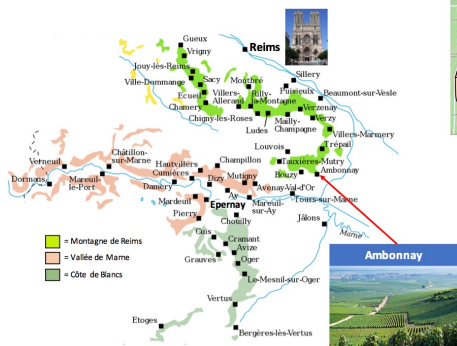 Gueux
Vrigny
Reims
Jouy-lès-Reims
Ville-Dommange
Sacy
Ecueil
Chamery
Villers-
Allerand
Montbré
Rilly-
la-Montagne
Sillery
Puisieulx
Beaumont-sur-Vesle
Verzenay
Verzy
Chigny-les-Roses
Ludes
Mailly-
Champagne
Villers-Marmery
Trépail
Louvois
Tauxières-Mutry
Ambonnay
Bouzy
Châtillon-
sur-Marne
Verneuil
Dormans
Mareuil-
le-Port
Hautvillers
Cumières
Champillon
Damery
Dizy
Mutigny
Avenay-Val-d'Or
Ay
Mardeuil
Epernay
Mareuil-
sur-Ay
Tours-sur-Marne
Pierry
Chouilly
Jâlons
Marne
Cuis
Cramant
Avize
Grauves
Oger
Le-Mesnil-sur-Oger
Vertus
Etoges
Bergères-lès-Vertus
= Montagne de Reims
= Vallée de Marne
= Côte de Blancs
Ambonnay